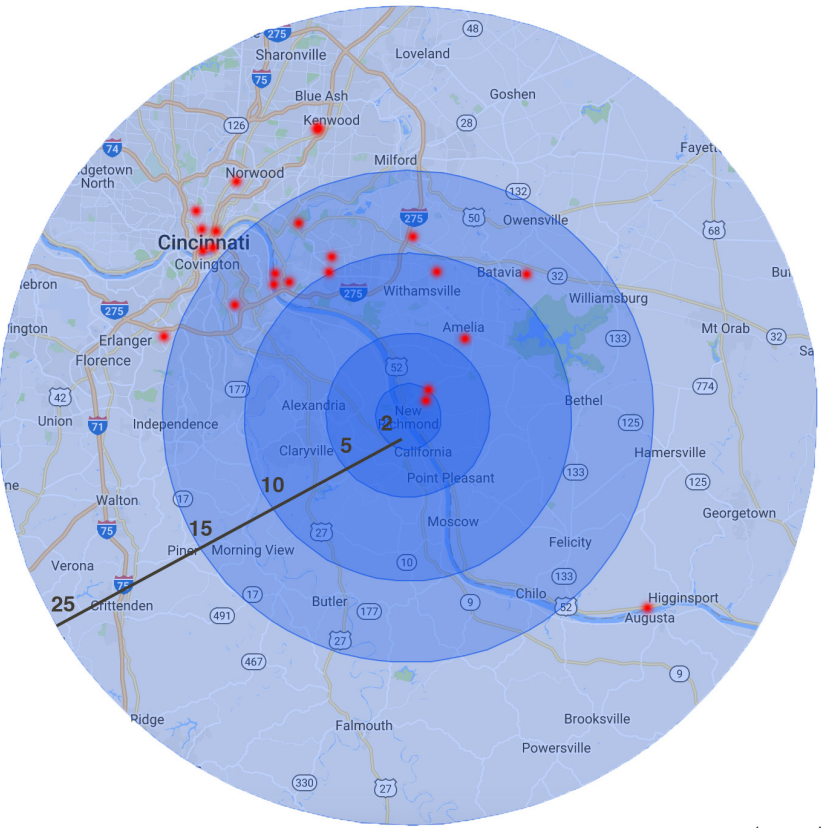 48
275
Sharonville
Loveland
75
Blue Ash
Goshen
Kenwood
28
126
74
Fayett
Milford
dgetown
North
Norwood
132
275
50
Owensville
68
Cincinnati
Covington
Batavia
32
Bu
ebron
Withamsville
275
Williamsburg
275
ington
Amelia
Mt Orab
Erlanger
133
32
Florence
Sa
52
774
177
42
New
Richmond
Alexandria
Bethel
Union
71
Independence
2
125
5
Claryville
California
Hamersville
ne
10
Point Pleasant
133
125
Walton
17
Georgetown
75
15
27
Moscow
Piner
Morning View
Felicity
Verona
10
133
75
17
Chilo
25
Crittenden
Butler
177
9
52
Higginsport
491
Augusta
27
467
9
Ridge
Falmouth
Brooksville
Powersville
330
27